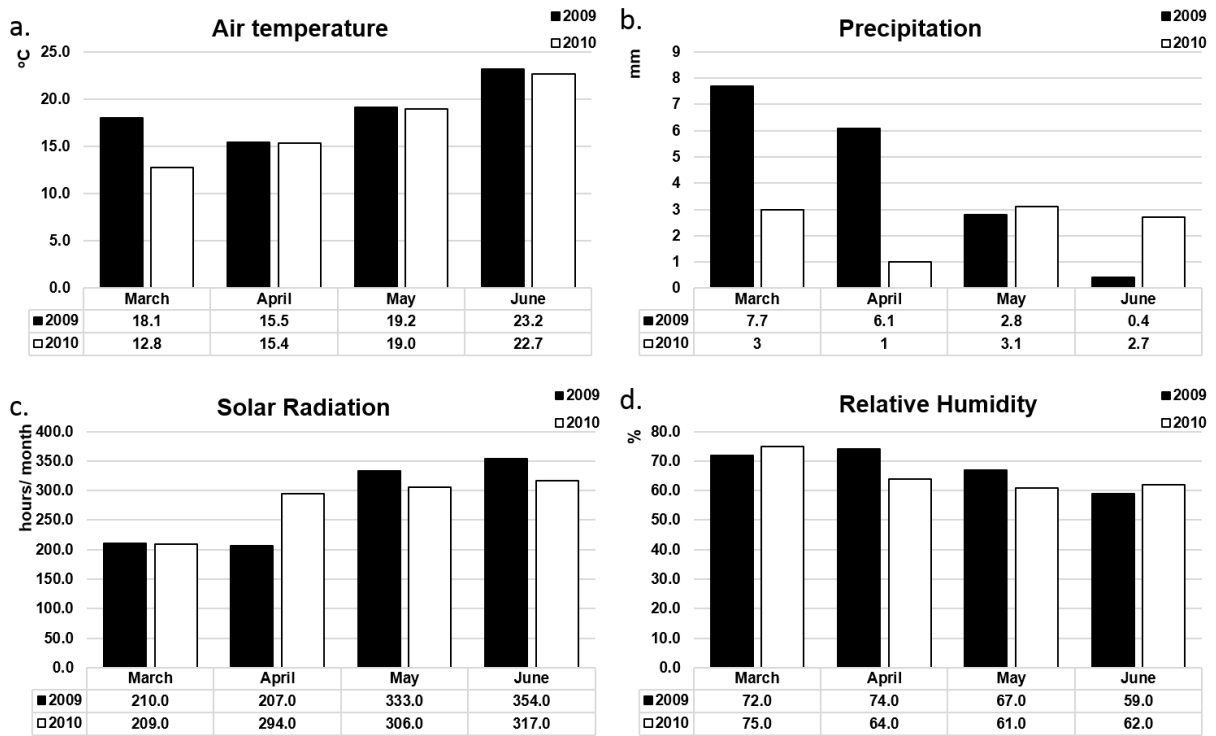 a.
Air temperature
2009
2010
°C
25.0
20.0
15.0
10.0
5.0
0.0
March April May June
2009 18.1 15.5 19.2 23.2
2010 12.8 15.4 19.0 22.7
b.
Precipitation
2009
2010
mm
9
8
7
6
5
4
3
2
1
0
March April May June
2009 7.7 6.1 2.8 0.4
2010 3 1 3.1 2.7
c.
Solar Radiation
2009
2010
hours/ month
400.0
350.0
300.0
250.0
200.0
150.0
100.0
50.0
0.0
March April May June
2009 210.0 207.0 333.0 354.0
2010 209.0 294.0 306.0 317.0
d.
Relative Humidity
2009
2010
%
80.0
70.0
60.0
50.0
40.0
30.0
20.0
10.0
0.0
March April May June
2009 72.0 74.0 67.0 59.0
2010 75.0 64.0 61.0 62.0